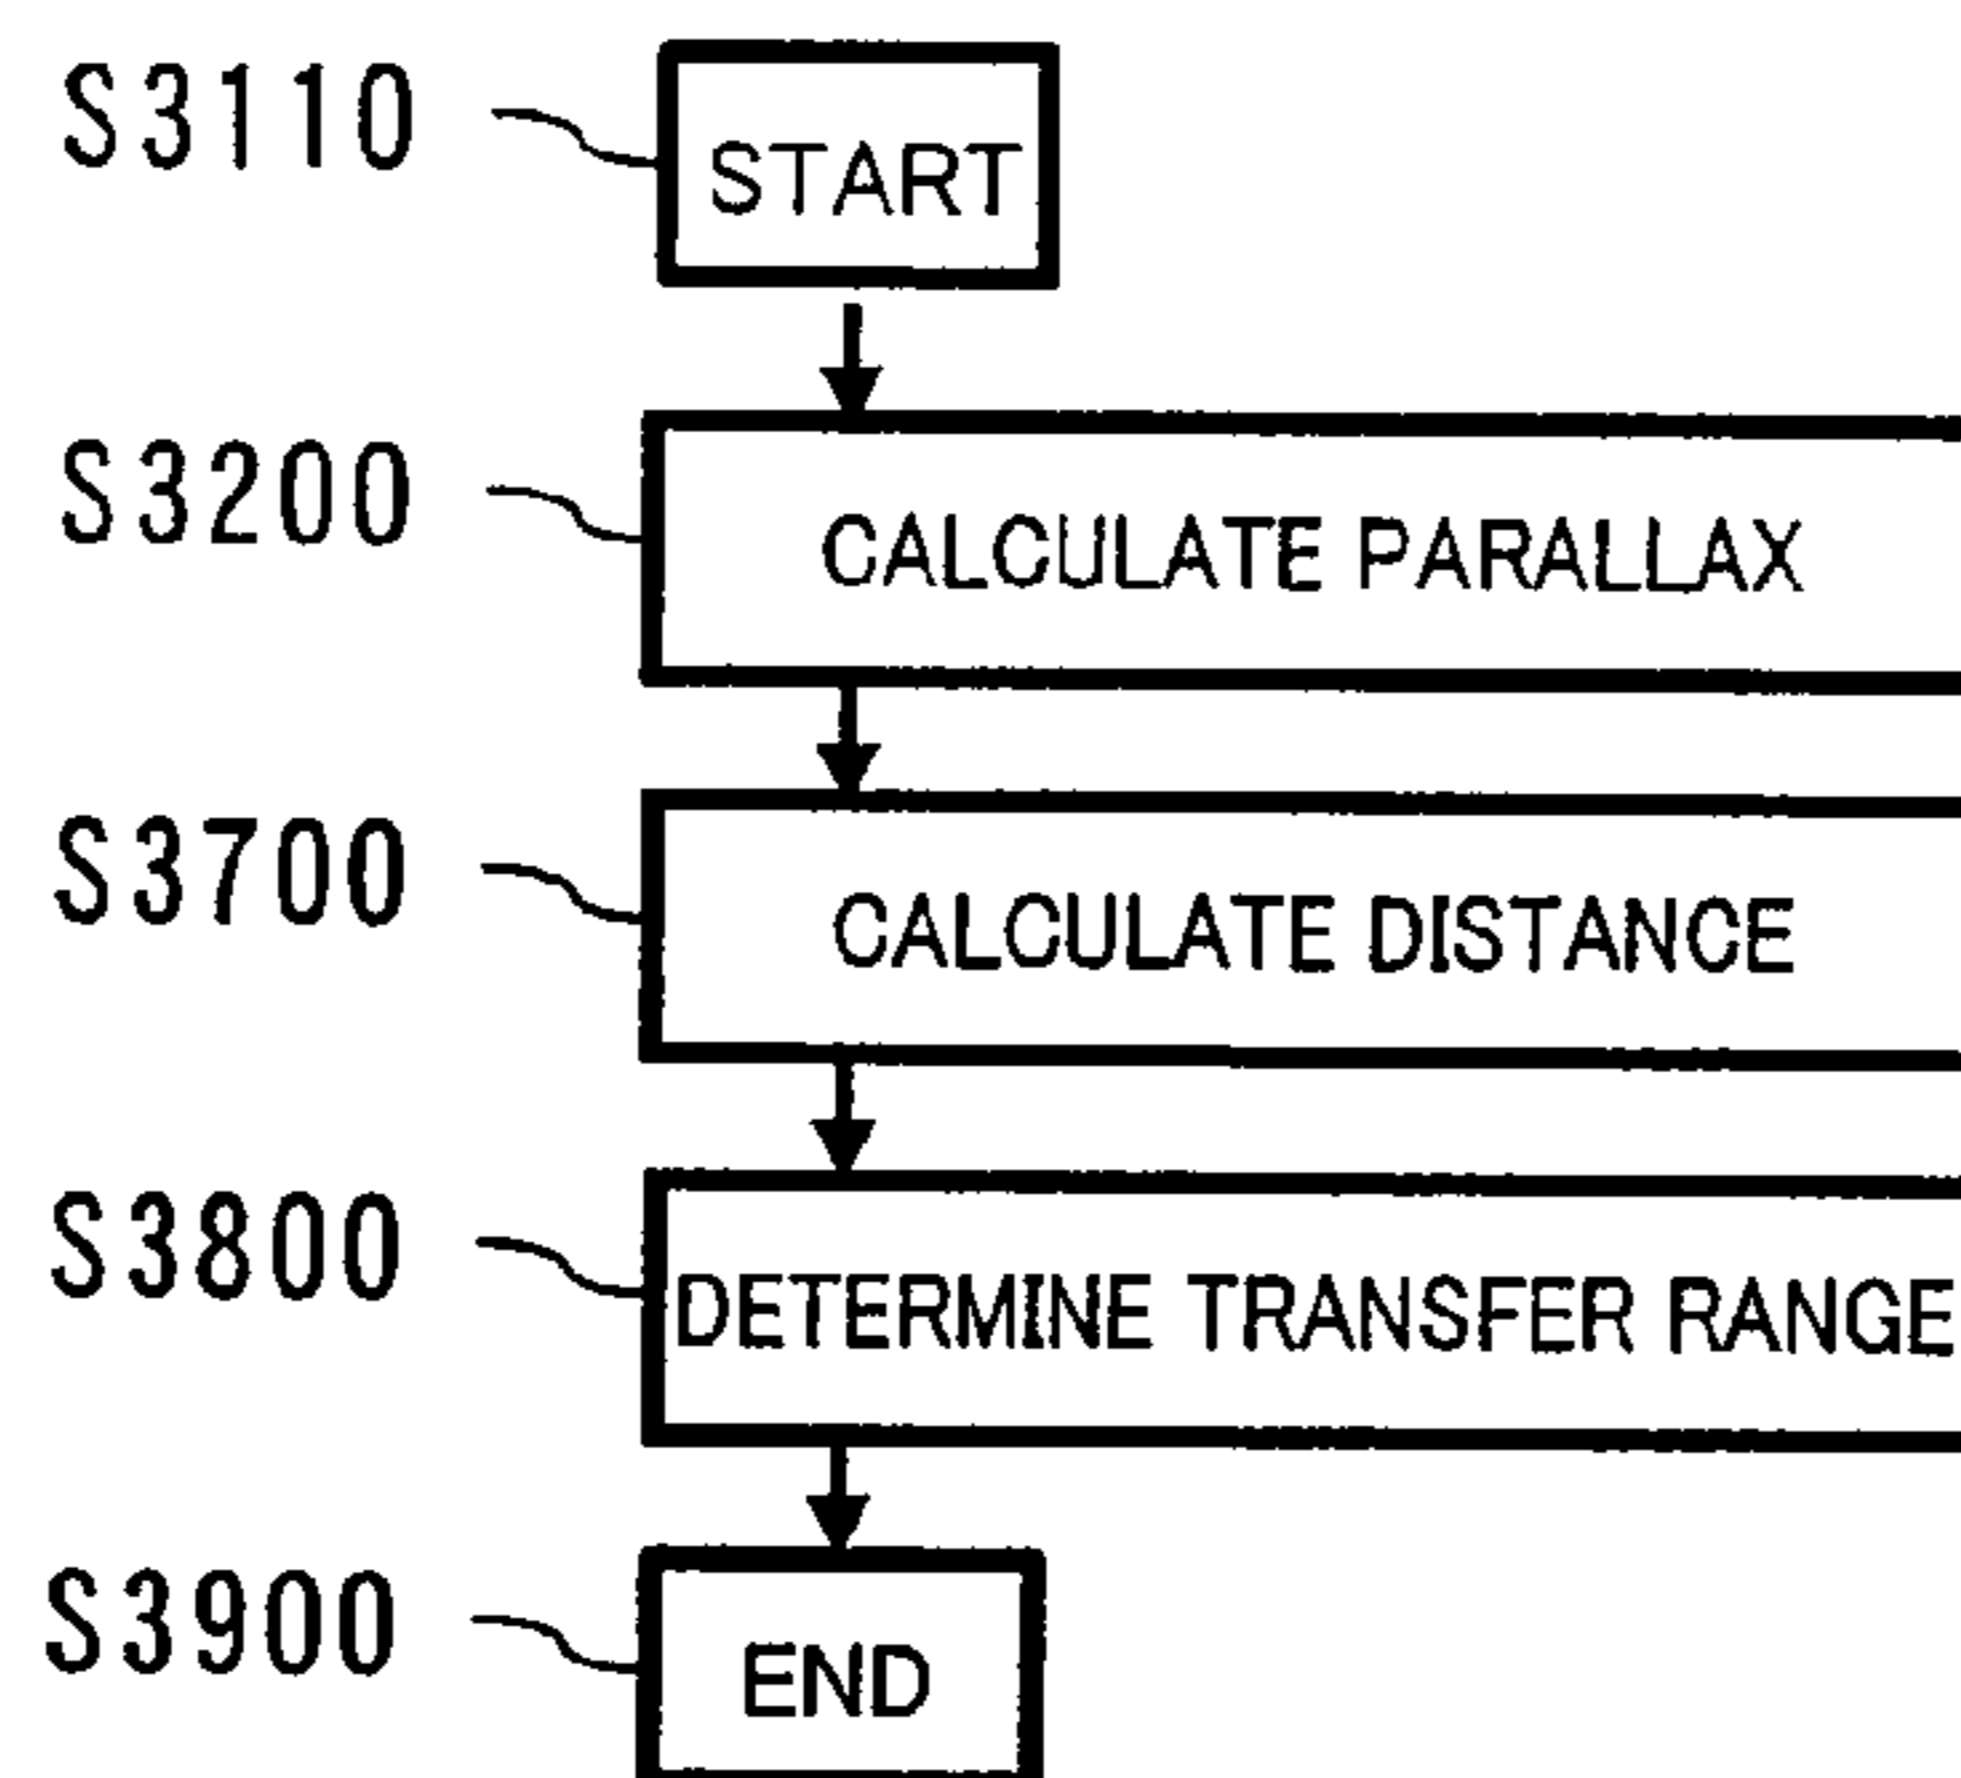 S3110
START
S3200
CALCULATE PARALLAX
S3700
CALCULATE DISTANCE
S3800
DETERMINE TRANSFER RANGE
S3900
END